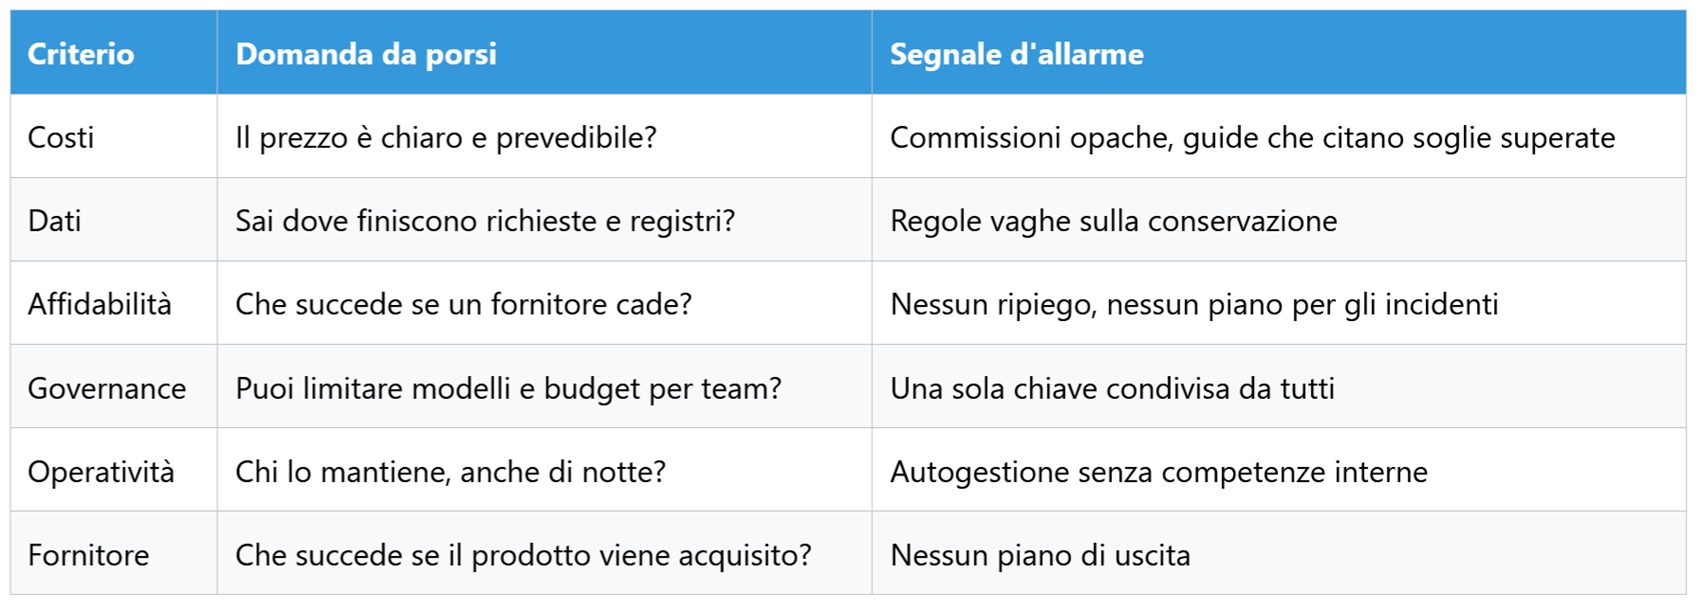 Criterio Domanda da porsi Segnale d'allarme
Costi Il prezzo è chiaro e prevedibile? Commissioni opache, guide che citano soglie superate
Dati Sai dove finiscono richieste e registri? Regole vaghe sulla conservazione
Affidabilità Che succede se un fornitore cade? Nessun ripiego, nessun piano per gli incidenti
Governance Puoi limitare modelli e budget per team? Una sola chiave condivisa da tutti
Operatività Chi lo mantiene, anche di notte? Autogestione senza competenze interne
Fornitore Che succede se il prodotto viene acquisito? Nessun piano di uscita